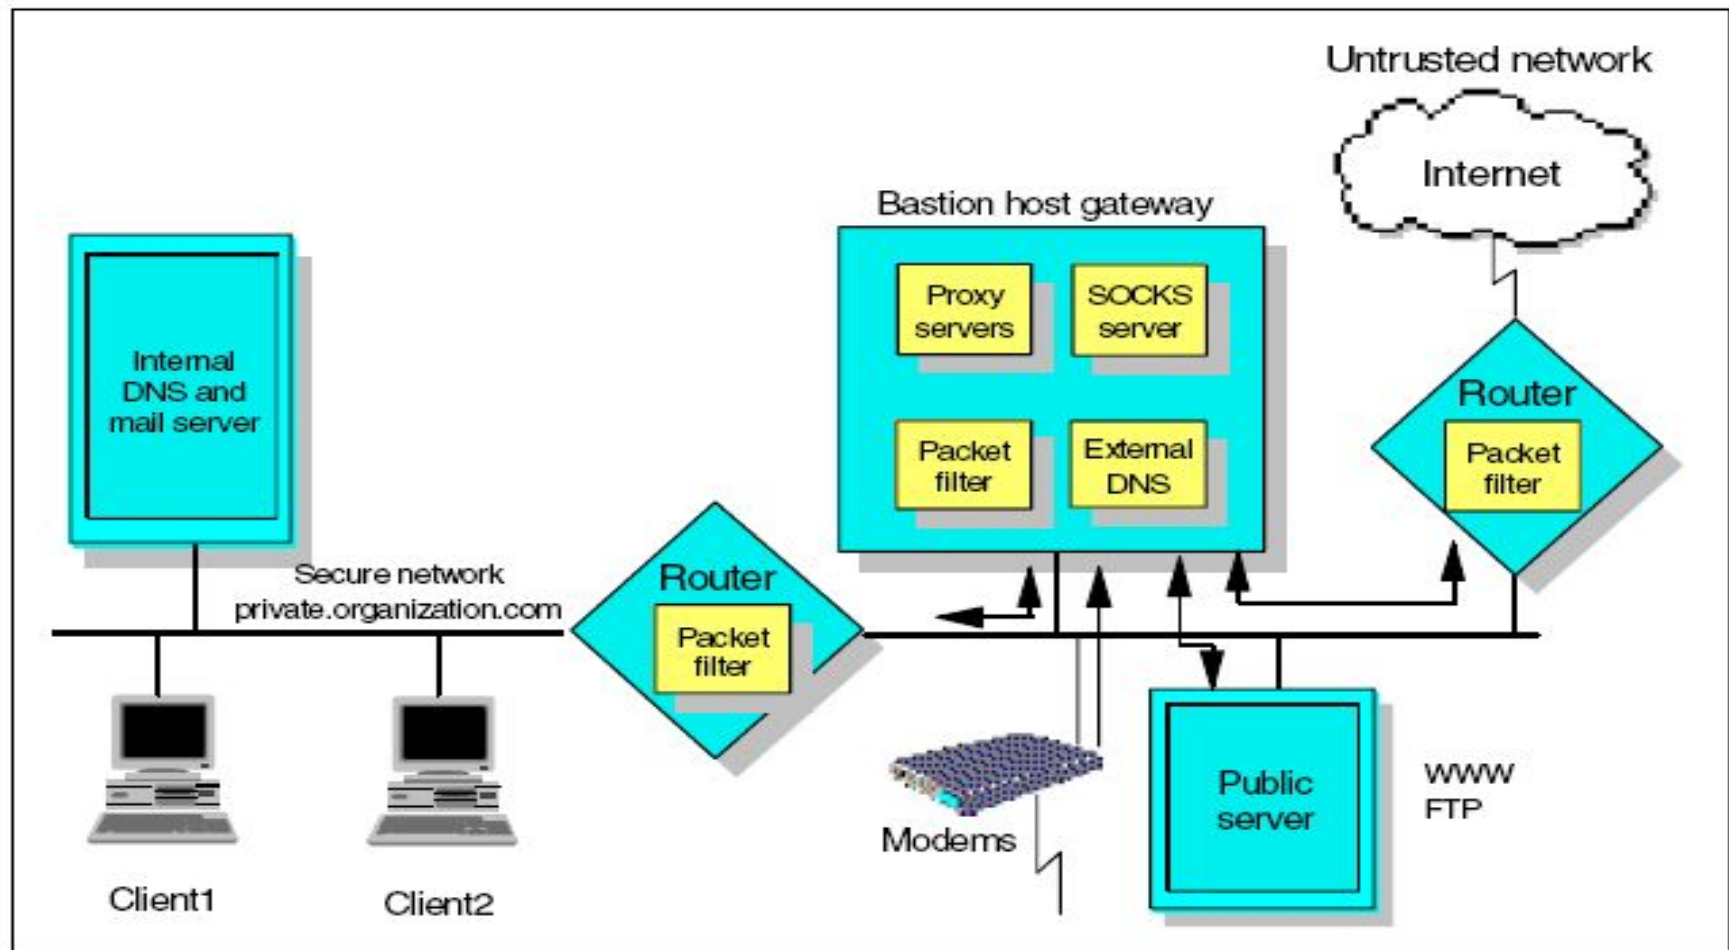 Untrusted network
Internet
Bastion host gateway
Proxy
servers
SOCKS
server
Packet
filter
External
DNS
Router
Packet
filter
Internal
DNS and
mail server
Secure network
private.organization.com
Router
Packet
filter
Client1
Client2
Modems
Public
server
WWW
FTP